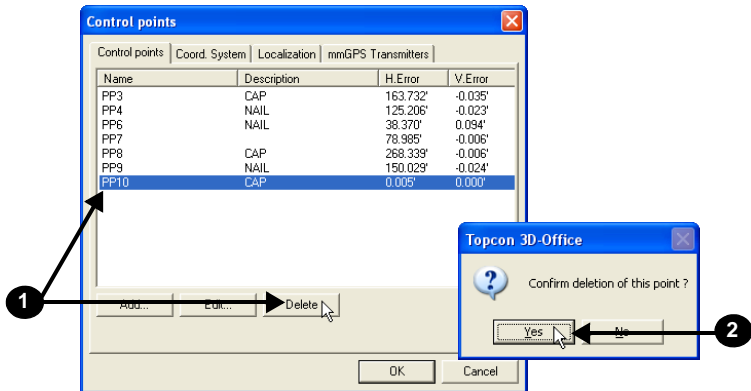 Control points
Control points Coord. System Localization mmGPS Transmitters
Name Description H.Error V.Error
PP3 CAP 163.732' -0.035'
PP4 NAIL 125.206' -0.023'
PP6 NAIL 38.370' 0.094'
PP7 78.985' -0.006'
PP8 CAP 268.339' -0.006'
PP9 NAIL 150.029' -0.024'
PP10 CAP 0.005' 0.000'
Topcon 3D-Office
Confirm deletion of this point ?
1
Add... Edit... Delete
Yes No
2
OK Cancel